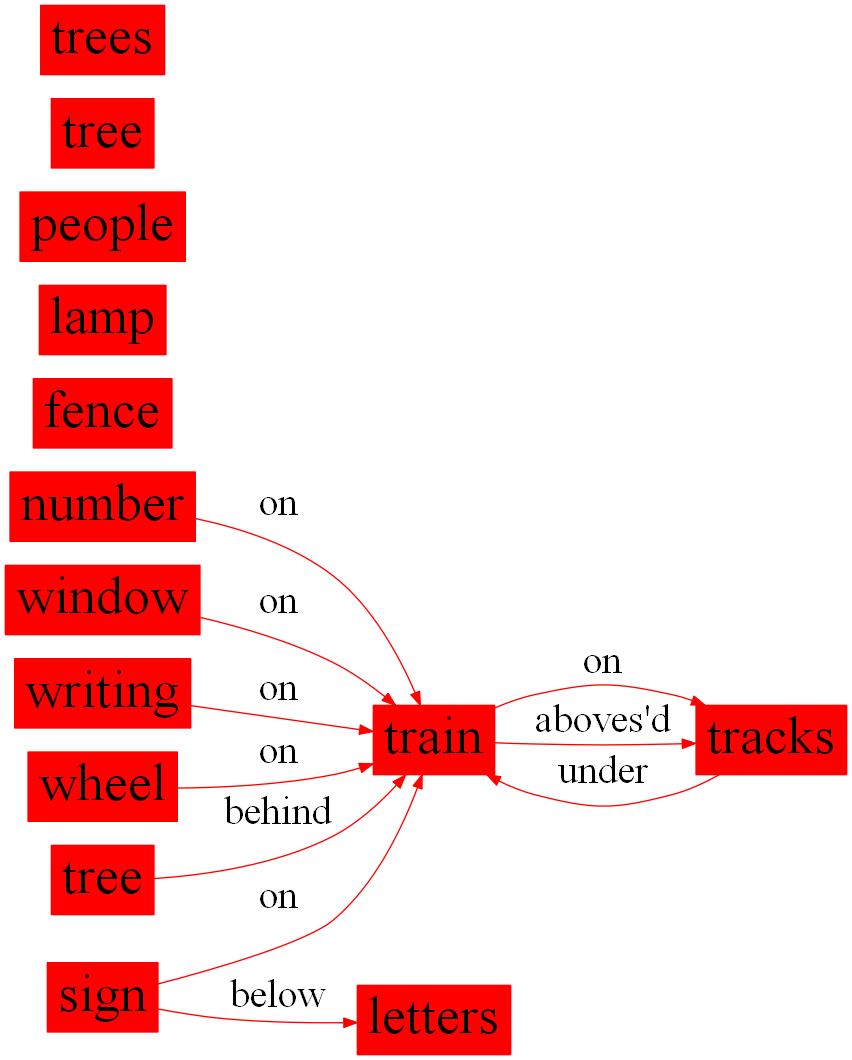 trees
tree
people
lamp
fence
number
on
window
on
writing
on
on
train
aboves'd
tracks
wheel
on
under
behind
tree
on
sign
below
letters